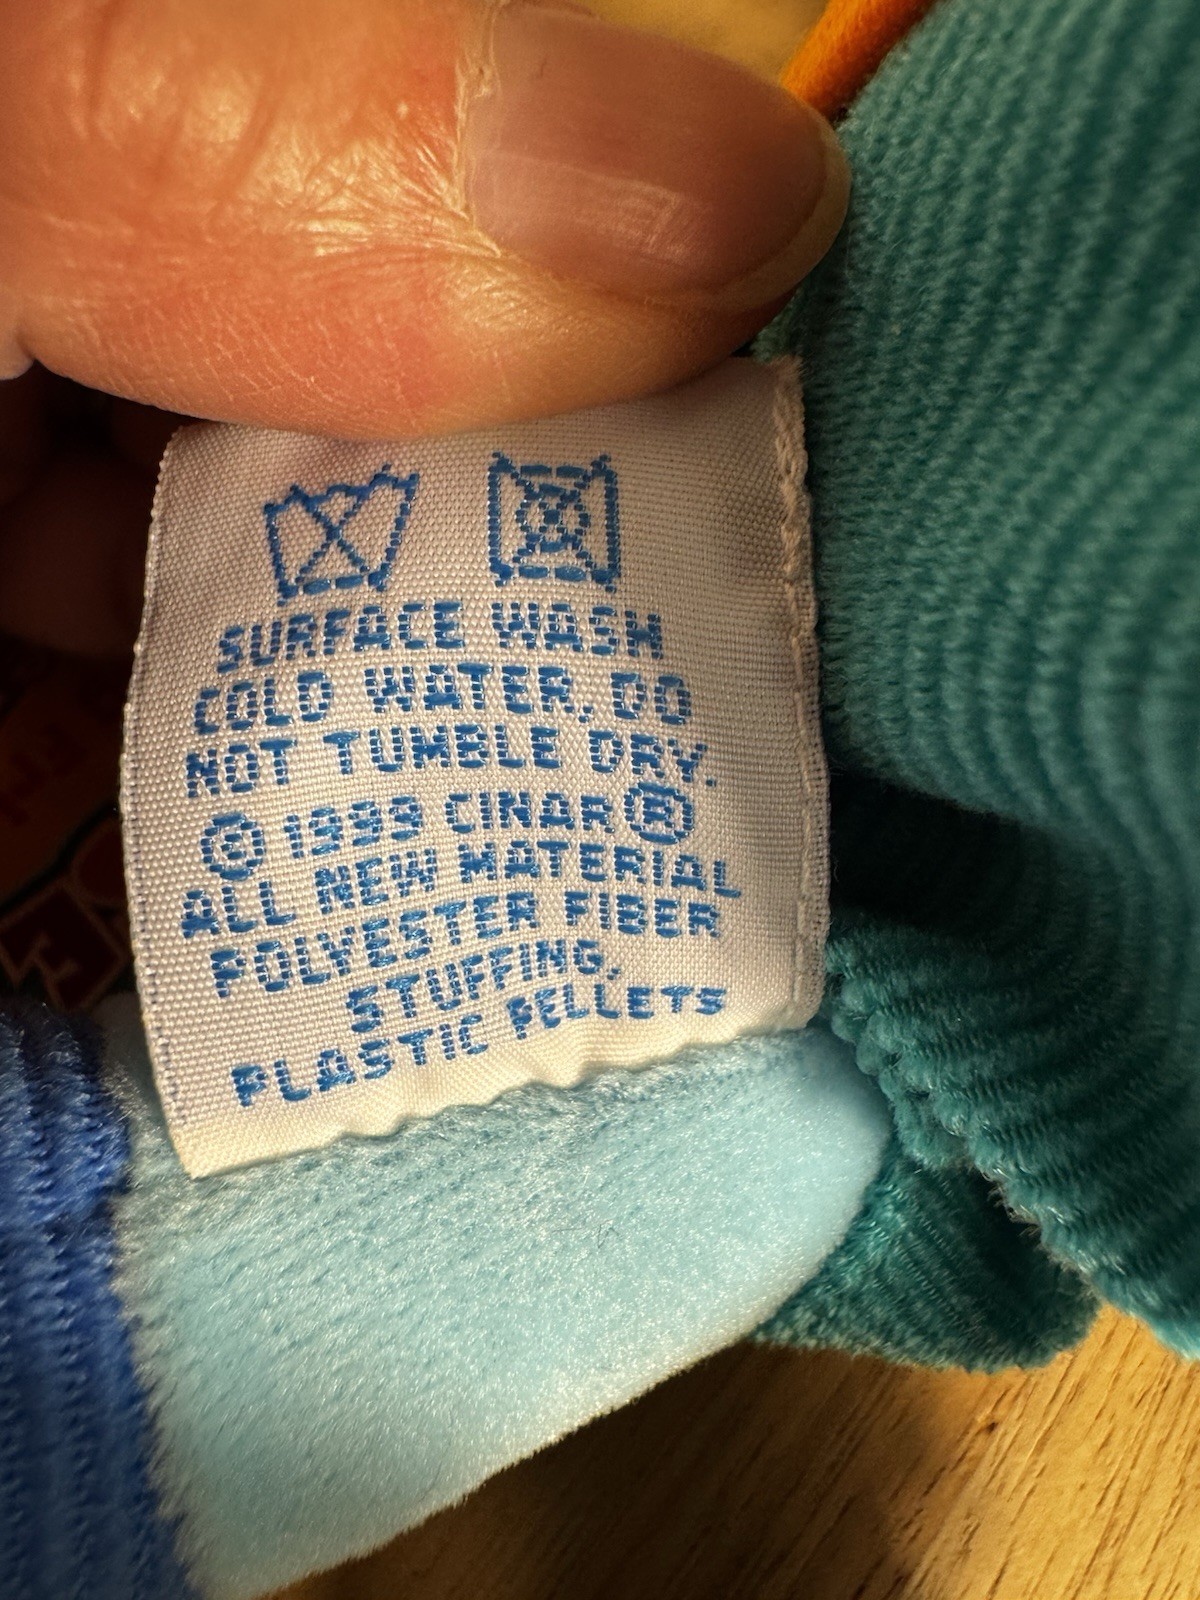 SURFACE WASH
COLD WATER, DO
NOT TUMBLE DRY.
© 1999 CINAR®
ALL NEW MATERIAL
POLYESTER FIBER
STUFFING,
PLASTIC PELLETS